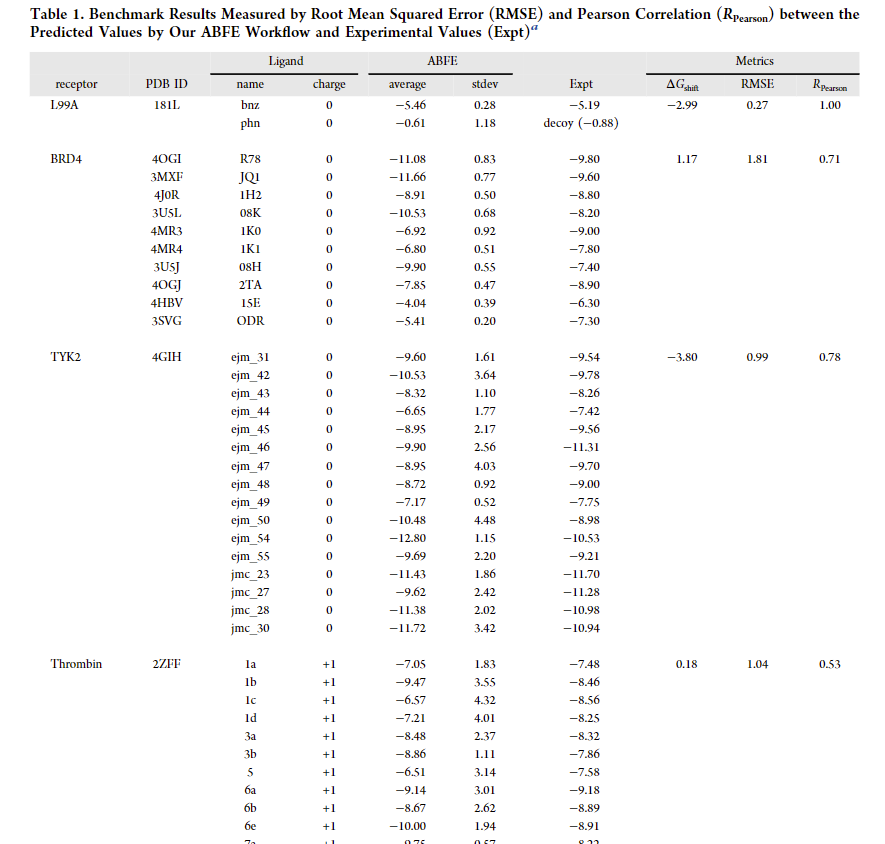 Table 1. Benchmark Results Measured by Root Mean Squared Error (RMSE) and Pearson Correlation (RPearson) between the
Predicted Values by Our ABFE Workflow and Experimental Values (Expt)a
Ligand ABFE Metrics
receptor PDB ID name charge average stdev Expt ΔGshift RMSE RPearson
L99A 181L bnz 0 −5.46 0.28 −5.19 −2.99 0.27 1.00
phn 0 −0.61 1.18 decoy (−0.88)
BRD4 4OGI R78 0 −11.08 0.83 −9.80 1.17 1.81 0.71
3MXF JQ1 0 −11.66 0.77 −9.60
4J0R 1H2 0 −8.91 0.50 −8.80
3U5L 08K 0 −10.53 0.68 −8.20
4MR3 1K0 0 −6.92 0.92 −9.00
4MR4 1K1 0 −6.80 0.51 −7.80
3U5J 08H 0 −9.90 0.55 −7.40
4OGJ 2TA 0 −7.85 0.47 −8.90
4HBV 15E 0 −4.04 0.39 −6.30
3SVG ODR 0 −5.41 0.20 −7.30
TYK2 4GIH ejm_31 0 −9.60 1.61 −9.54 −3.80 0.99 0.78
ejm_42 0 −10.53 3.64 −9.78
ejm_43 0 −8.32 1.10 −8.26
ejm_44 0 −6.65 1.77 −7.42
ejm_45 0 −8.95 2.17 −9.56
ejm_46 0 −9.90 2.56 −11.31
ejm_47 0 −8.95 4.03 −9.70
ejm_48 0 −8.72 0.92 −9.00
ejm_49 0 −7.17 0.52 −7.75
ejm_50 0 −10.48 4.48 −8.98
ejm_54 0 −12.80 1.15 −10.53
ejm_55 0 −9.69 2.20 −9.21
jmc_23 0 −11.43 1.86 −11.70
jmc_27 0 −9.62 2.42 −11.28
jmc_28 0 −11.38 2.02 −10.98
jmc_30 0 −11.72 3.42 −10.94
Thrombin 2ZFF 1a +1 −7.05 1.83 −7.48 0.18 1.04 0.53
1b +1 −9.47 3.55 −8.46
1c +1 −6.57 4.32 −8.56
1d +1 −7.21 4.01 −8.25
3a +1 −8.48 2.37 −8.32
3b +1 −8.86 1.11 −7.86
5 +1 −6.51 3.14 −7.58
6a +1 −9.14 3.01 −9.18
6b +1 −8.67 2.62 −8.89
6e +1 −10.00 1.94 −8.91